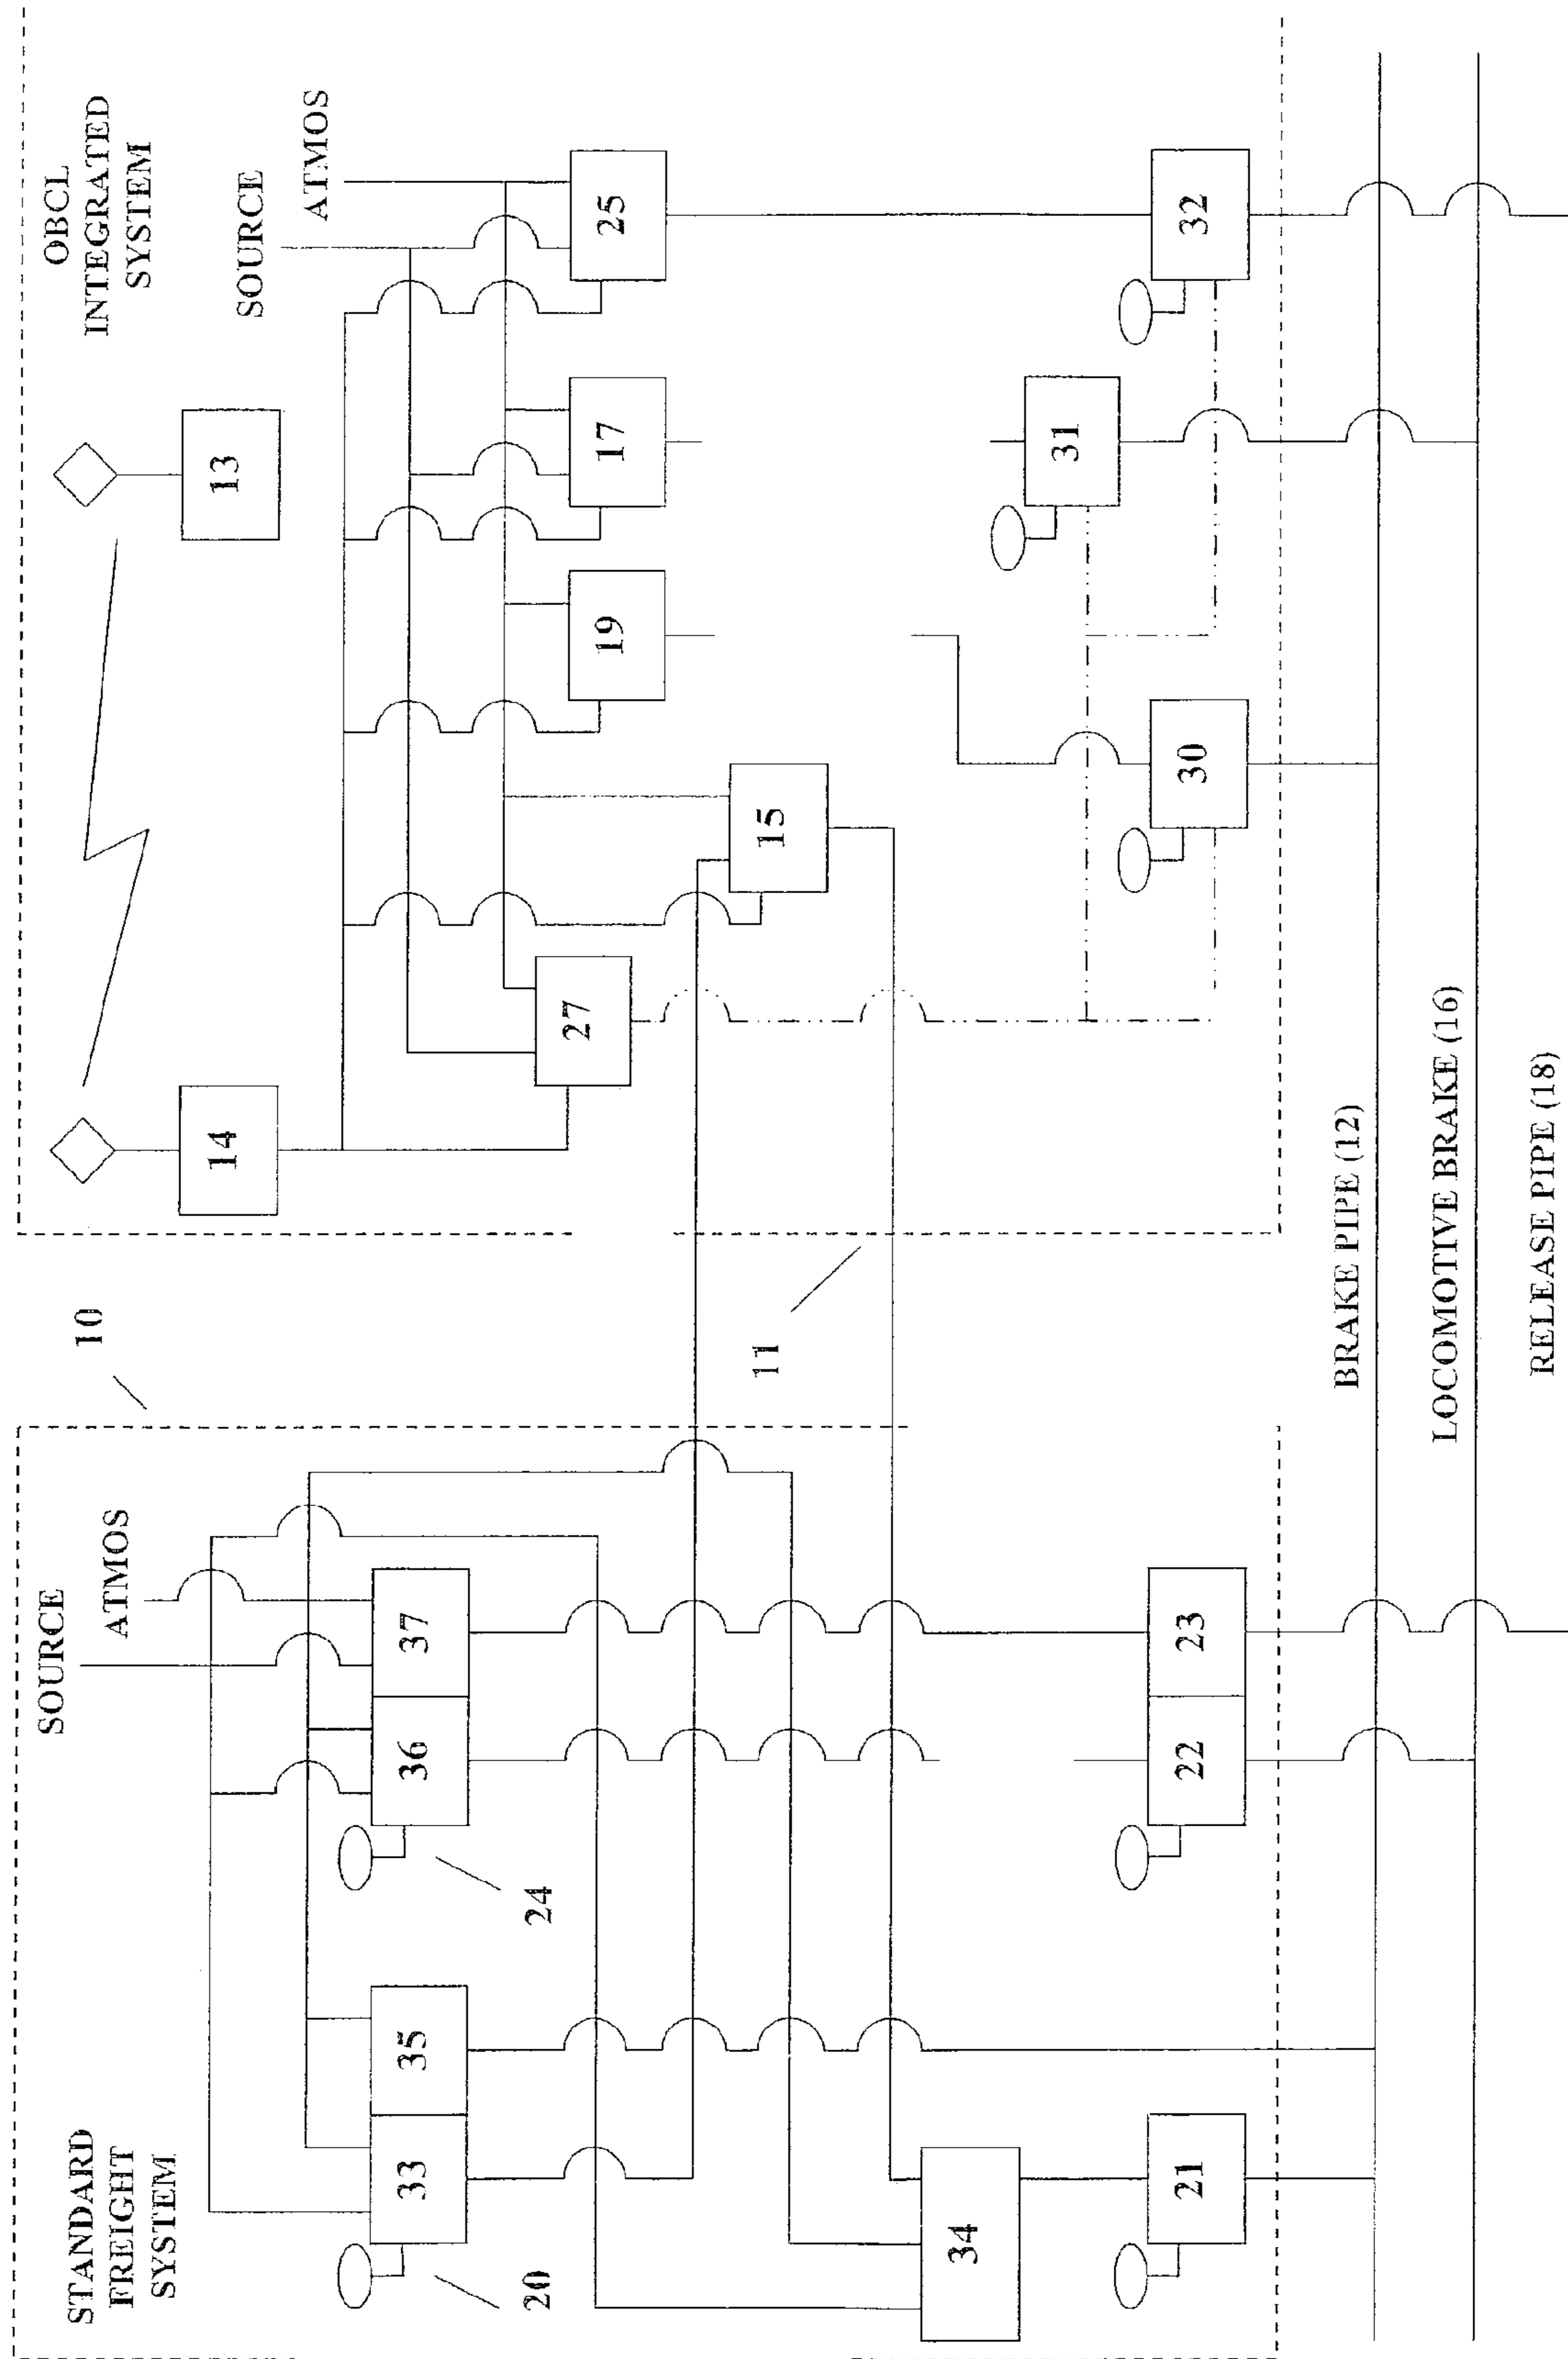 STANDARD
FREIGHT
SYSTEM
SOURCE
ATMOS
10
OBCL
INTEGRATED
SYSTEM
SOURCE
ATMOS
14
13
33
35
36
37
20
24
27
15
19
17
25
11
34
21
22
23
30
31
32
BRAKE PIPE (12)
LOCOMOTIVE BRAKE (16)
RELEASE PIPE (18)